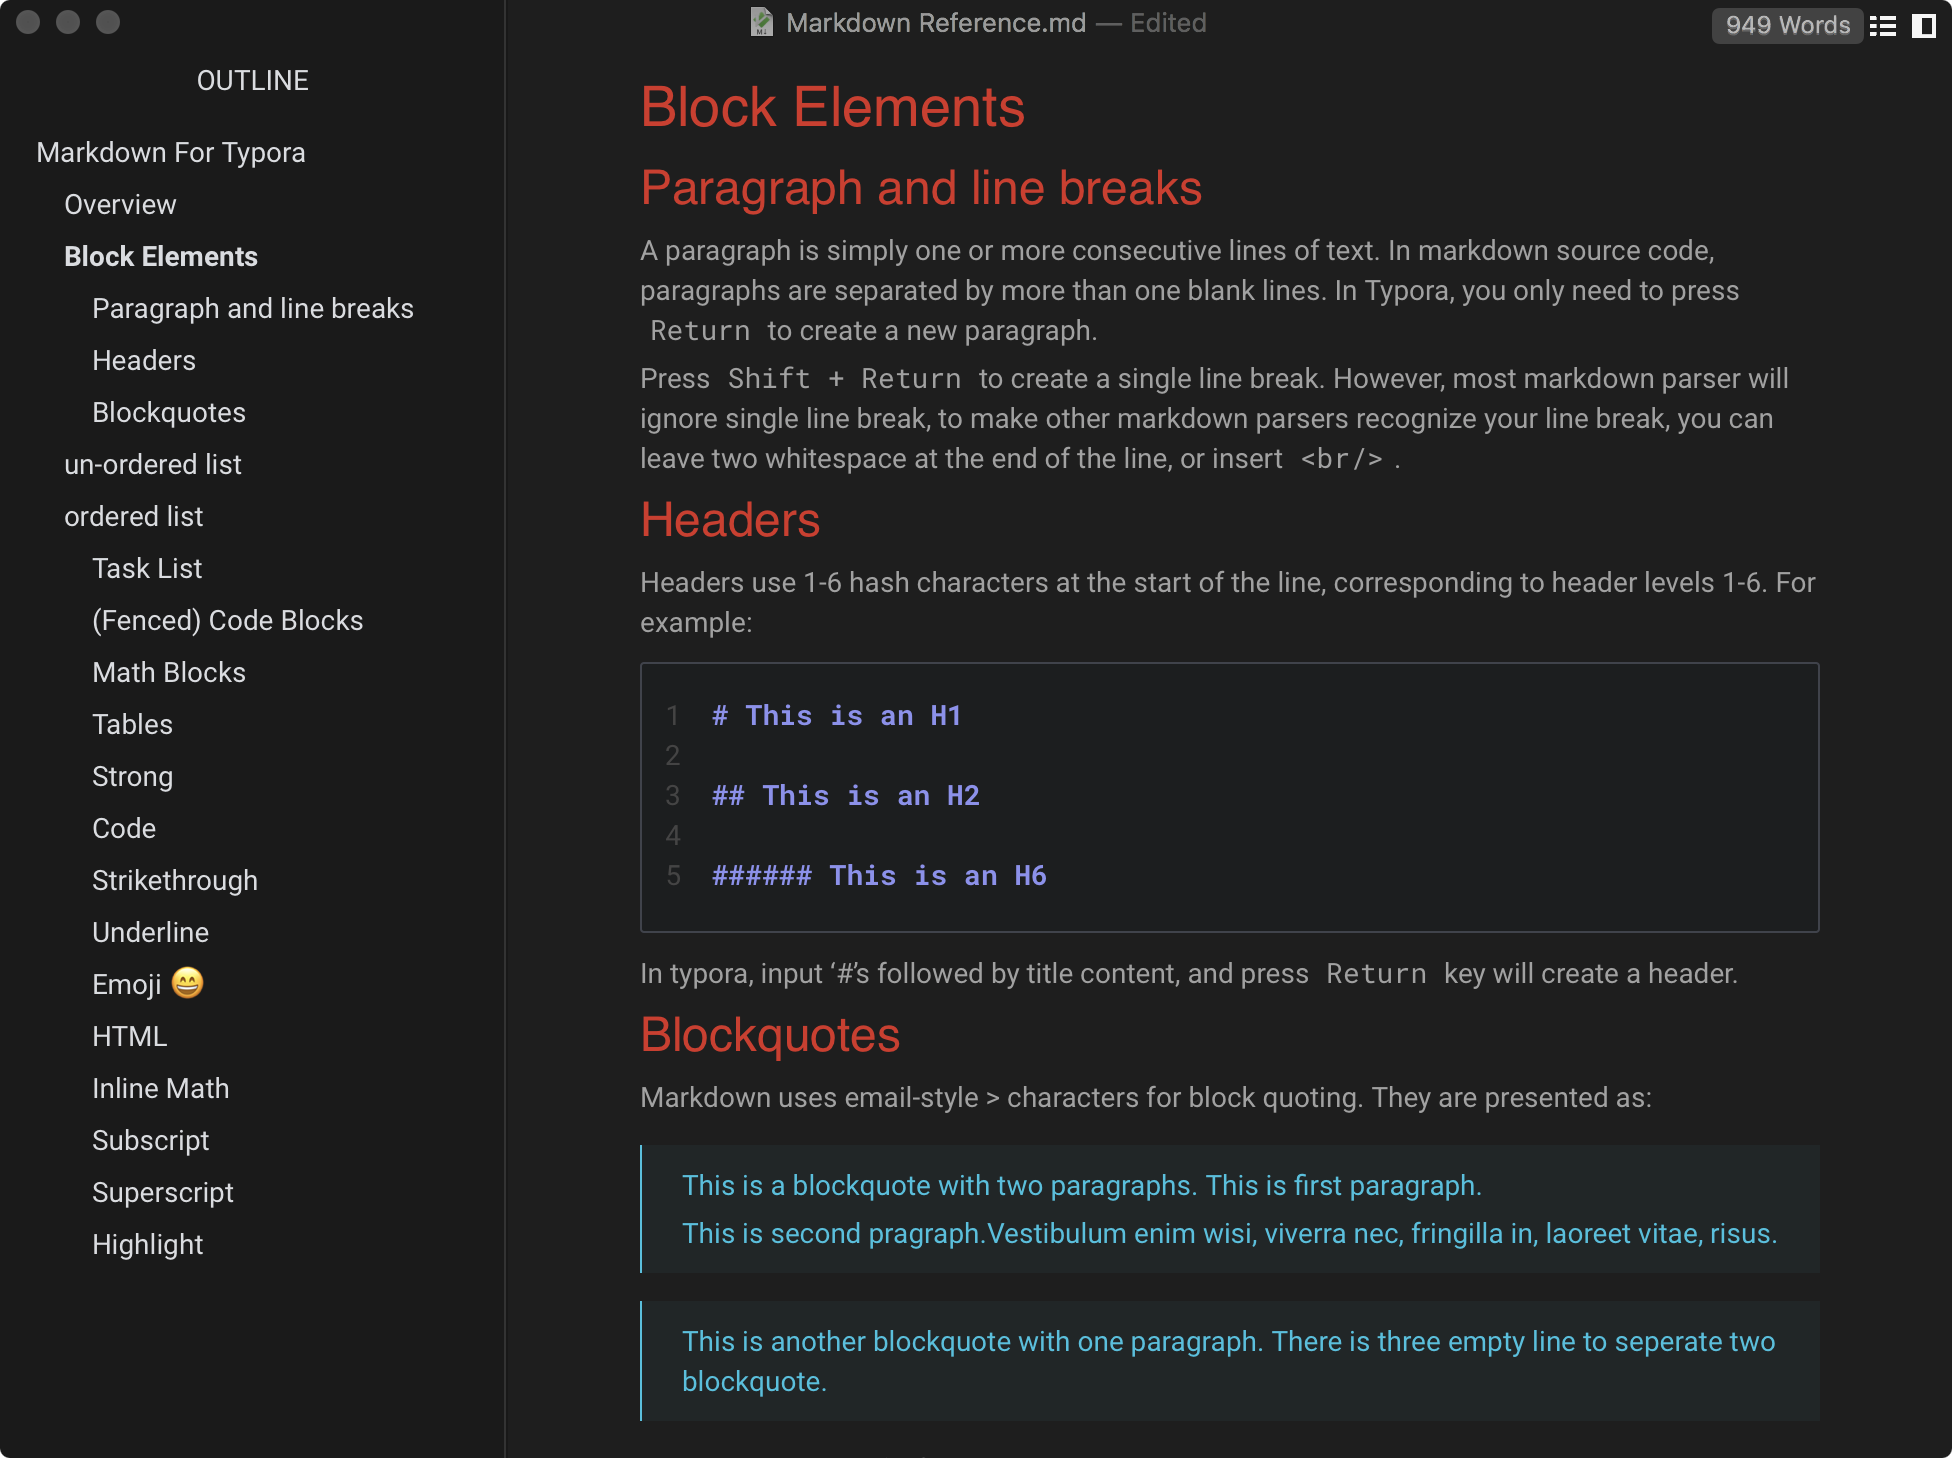 Markdown Reference.md — Edited
949 Words
OUTLINE
Markdown For Typora
Overview
Block Elements
Paragraph and line breaks
Headers
Blockquotes
un-ordered list
ordered list
Task List
(Fenced) Code Blocks
Math Blocks
Tables
Strong
Code
Strikethrough
Underline
Emoji 😄
HTML
Inline Math
Subscript
Superscript
Highlight
Block Elements
Paragraph and line breaks
A paragraph is simply one or more consecutive lines of text. In markdown source code,
paragraphs are separated by more than one blank lines. In Typora, you only need to press
Return to create a new paragraph.
Press Shift + Return to create a single line break. However, most markdown parser will
ignore single line break, to make other markdown parsers recognize your line break, you can
leave two whitespace at the end of the line, or insert <br/> .
Headers
Headers use 1-6 hash characters at the start of the line, corresponding to header levels 1-6. For
example:
1 # This is an H1
2
3 ## This is an H2
4
5 ###### This is an H6
In typora, input ‘#’s followed by title content, and press Return key will create a header.
Blockquotes
Markdown uses email-style > characters for block quoting. They are presented as:
This is a blockquote with two paragraphs. This is first paragraph.
This is second pragraph.Vestibulum enim wisi, viverra nec, fringilla in, laoreet vitae, risus.
This is another blockquote with one paragraph. There is three empty line to seperate two
blockquote.